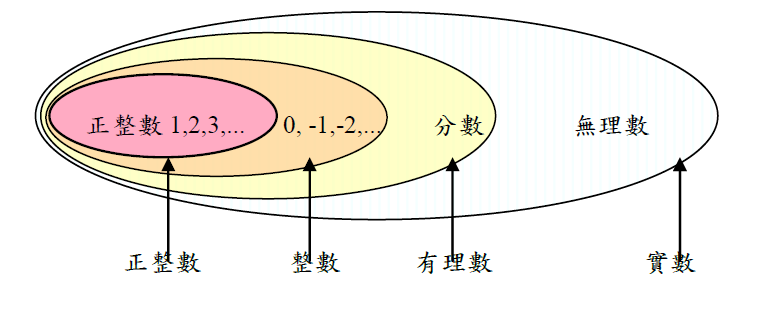 正整數 1,2,3,... 0, -1,-2,... 分數 無理數
正整數 整數 有理數 實數